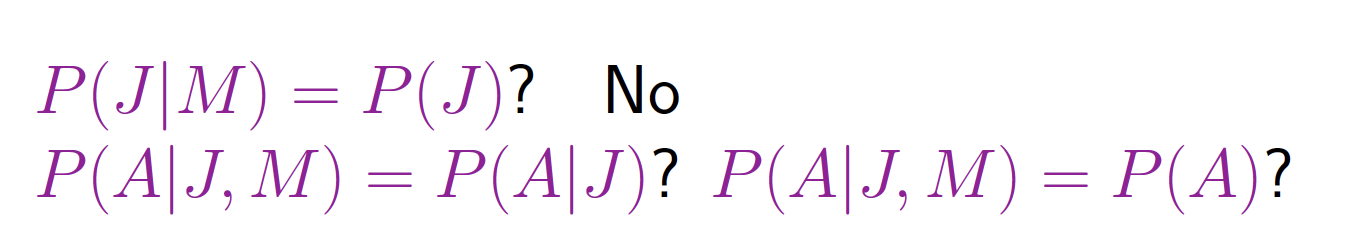 P(J|M) = P(J)? No
P(A|J, M) = P(A|J)? P(A|J, M) = P(A)?